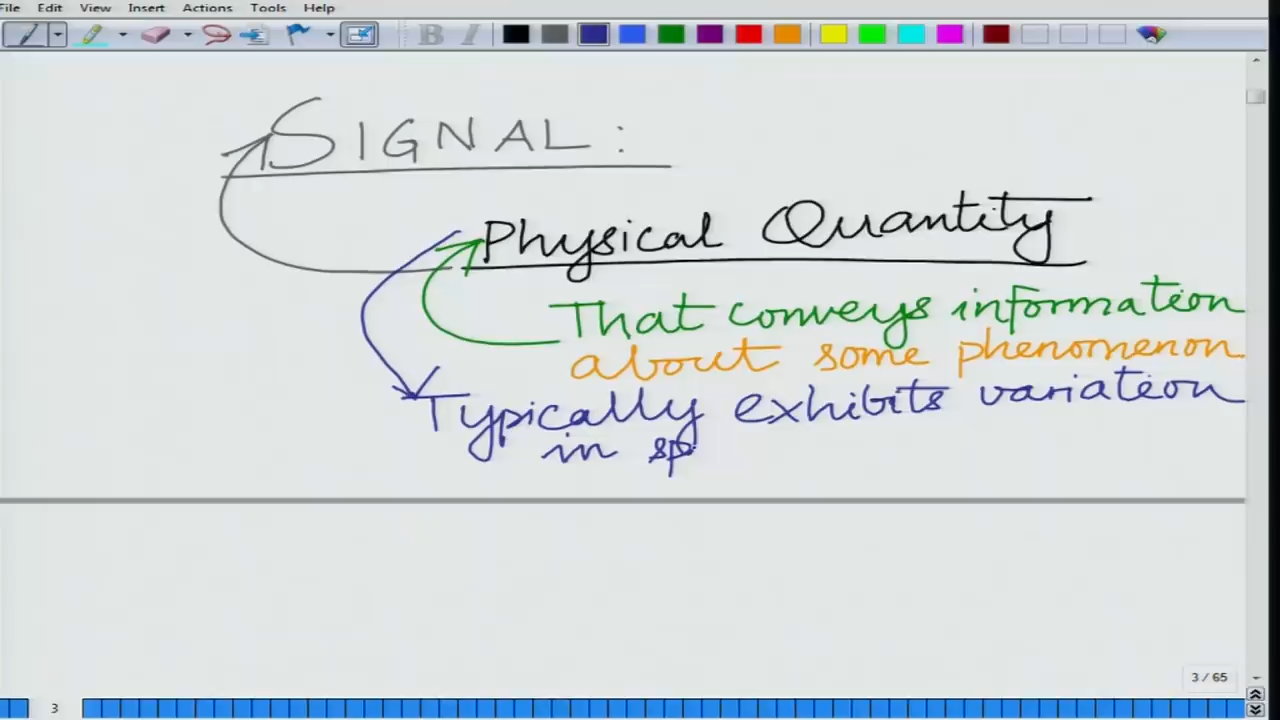 File Edit View Insert Actions Tools Help
B I
SIGNAL:
Physical Quantity
That conveys information
about some phenomenon
Typically exhibits variation
in sp
3 / 65
3